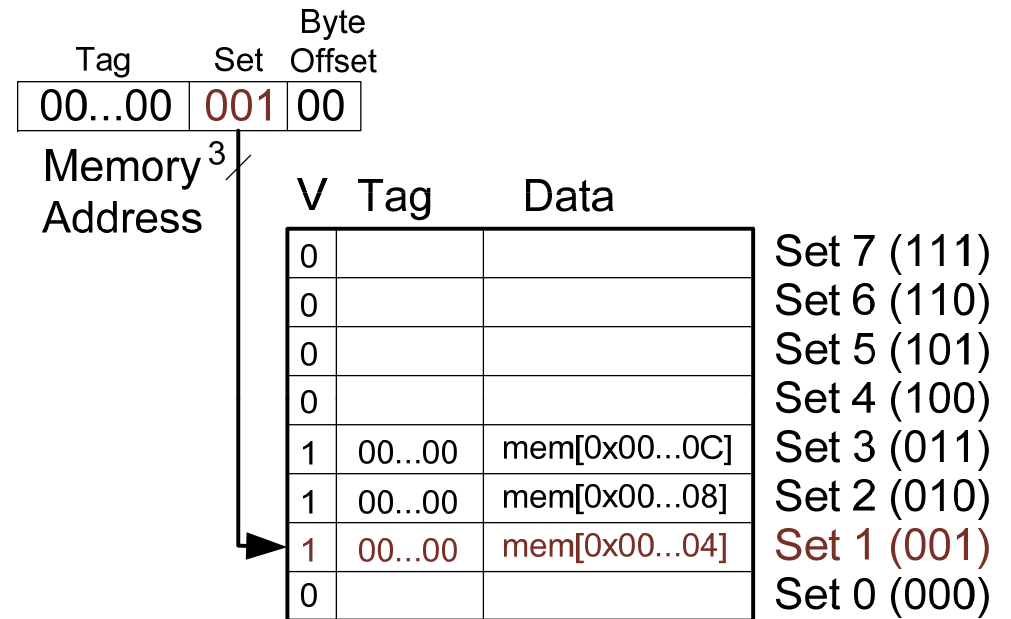 Byte
Tag Set Offset
00...00 001 00
Memory 3
Address
V Tag Data
0 Set 7 (111)
0 Set 6 (110)
0 Set 5 (101)
0 Set 4 (100)
1 00...00 mem[0x00...0C] Set 3 (011)
1 00...00 mem[0x00...08] Set 2 (010)
1 00...00 mem[0x00...04] Set 1 (001)
0 Set 0 (000)